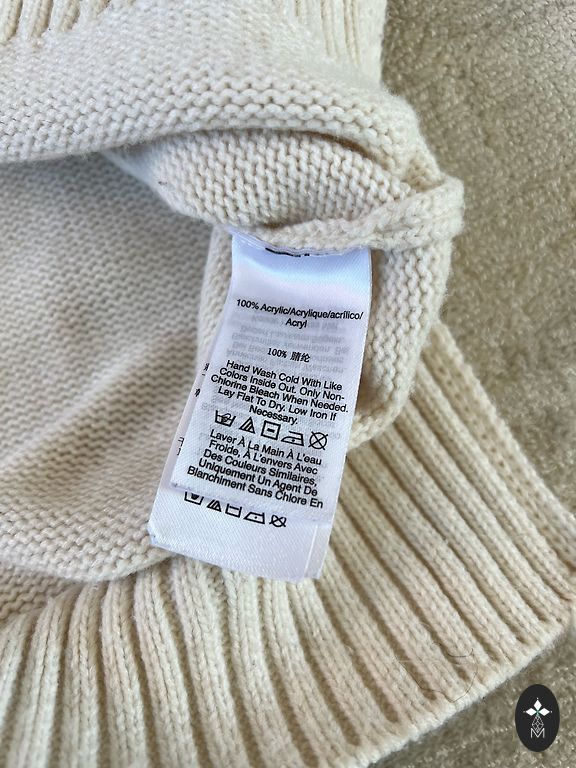 100% Acrylic/Acrylique/acrílico/
Acryl
100% 腈纶
Hand Wash Cold With Like
Colors Inside Out. Only Non-
Chlorine Bleach When Needed.
Lay Flat To Dry. Low Iron If
Necessary.
Laver À La Main À L'eau
Froide, À L'envers Avec
Des Couleurs Similaires,
Uniquement Un Agent De
Blanchiment Sans Chlore En